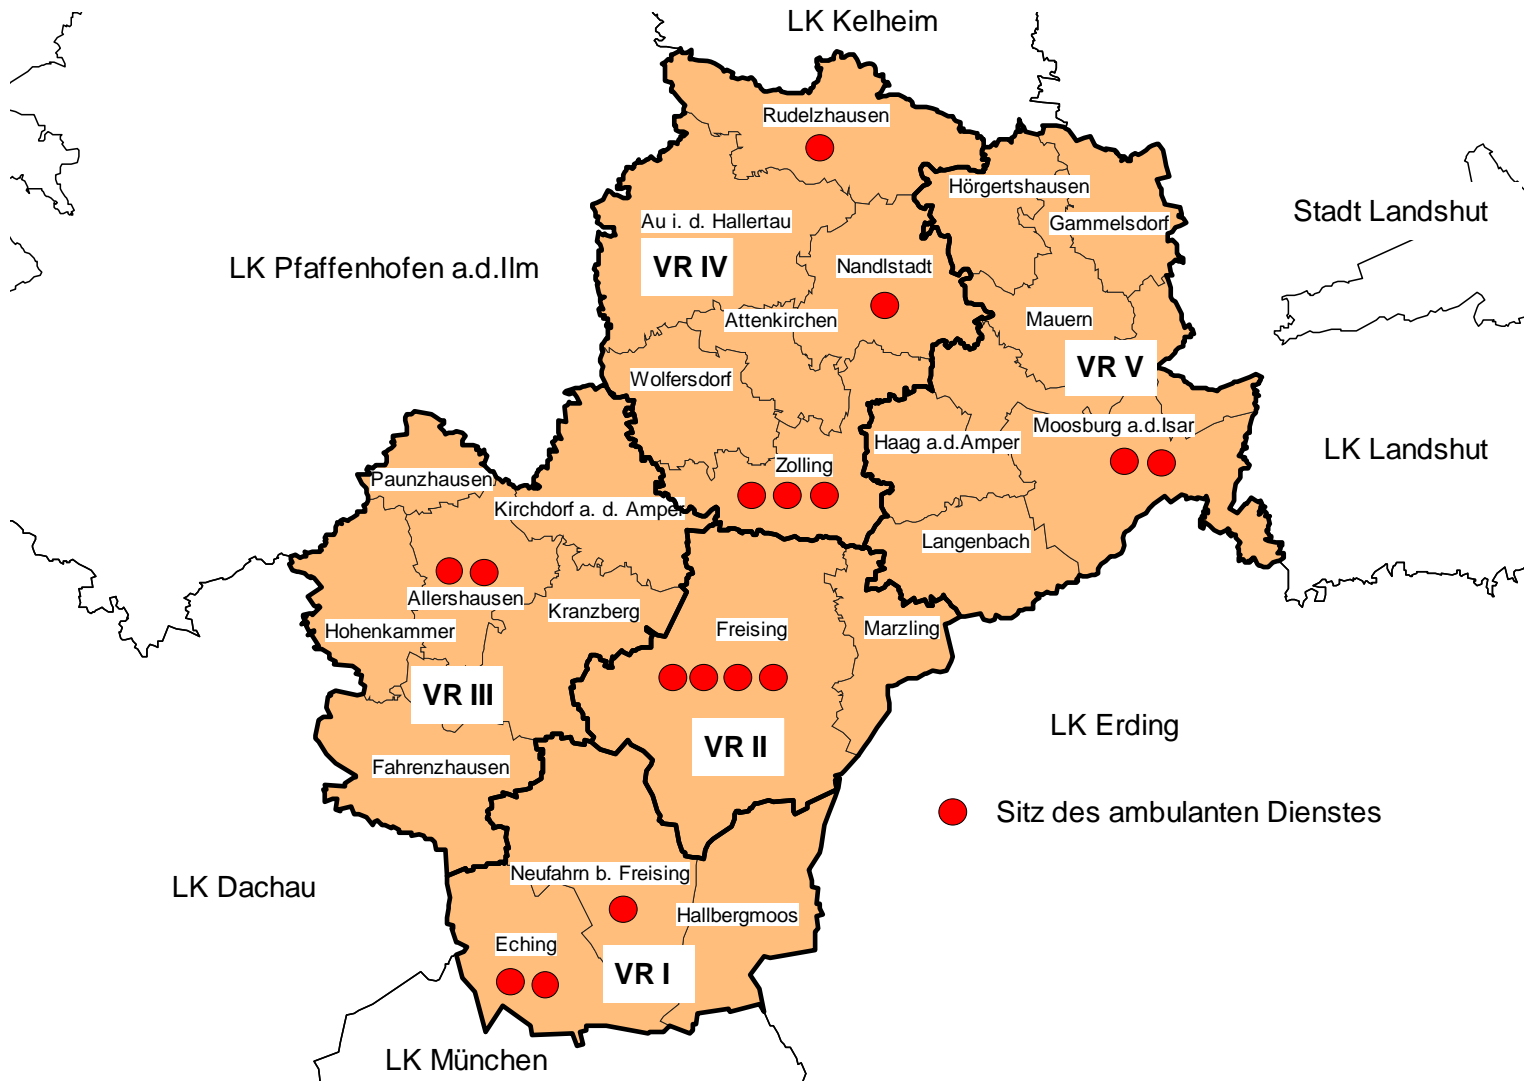 LK Kelheim
Rudelzhausen
Hörgertshausen
Stadt Landshut
Au i. d. Hallertau
Gammelsdorf
LK Pfaffenhofen a.d.Ilm
VR IV
Nandlstadt
Attenkirchen
Mauern
VR V
Wolfersdorf
Moosburg a.d.Isar
Haag a.d.Amper
LK Landshut
Zolling
Paunzhausen
Kirchdorf a. d. Amper
Langenbach
Allershausen
Kranzberg
Hohenkammer
Freising
Marzling
VR III
LK Erding
VR II
Fahrenzhausen
Sitz des ambulanten Dienstes
Neufahrn b. Freising
LK Dachau
Hallbergmoos
Eching
VR I
LK München